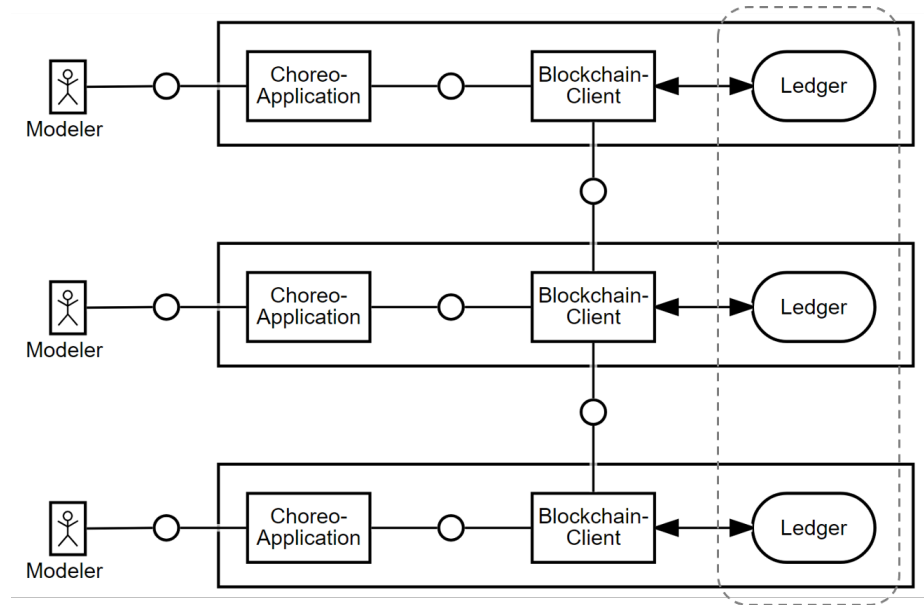 Choreo-
Application
Blockchain-
Client
Ledger
Modeler
Choreo-
Application
Blockchain-
Client
Ledger
Modeler
Choreo-
Application
Blockchain-
Client
Ledger
Modeler